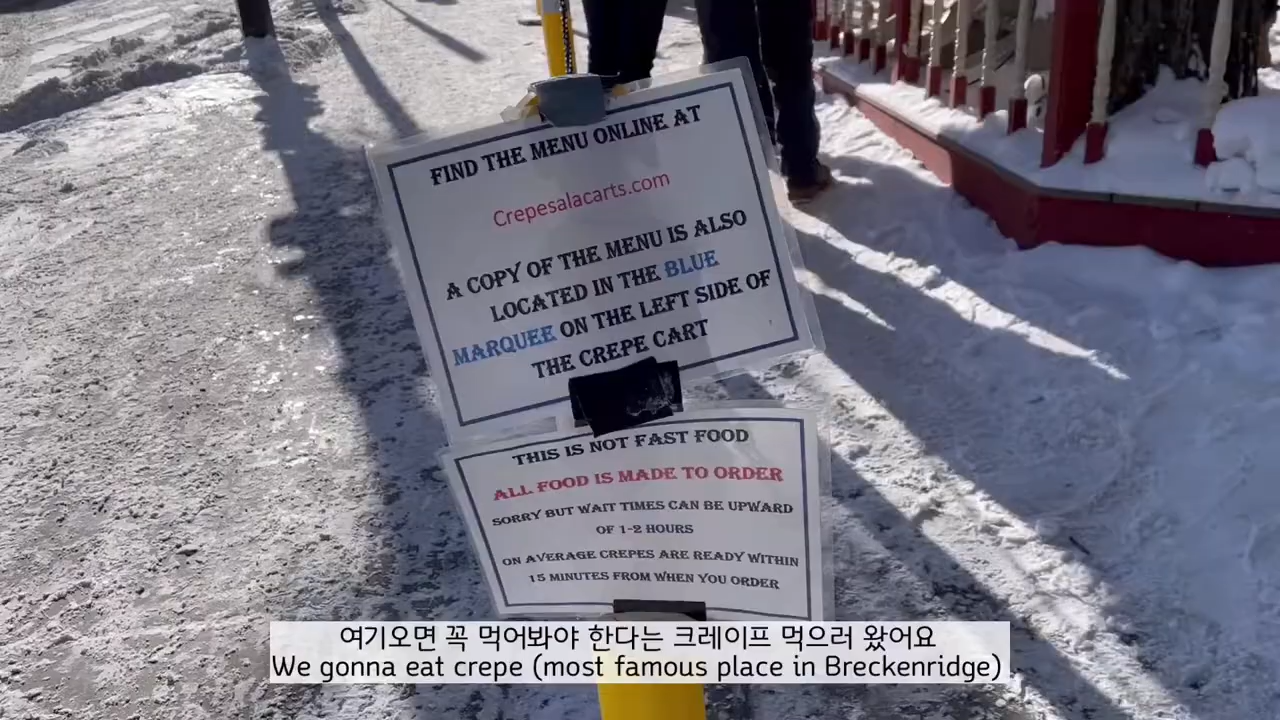 FIND THE MENU ONLINE AT
Crepesalacarts.com
A COPY OF THE MENU IS ALSO
LOCATED IN THE BLUE
MARQUEE ON THE LEFT SIDE OF
THE CREPE CART
THIS IS NOT FAST FOOD
ALL FOOD IS MADE TO ORDER
SORRY BUT WAIT TIMES CAN BE UPWARD
OF 1-2 HOURS
ON AVERAGE CREPES ARE READY WITHIN
15 MINUTES FROM WHEN YOU ORDER
여기오면 꼭 먹어봐야 한다는 크레이프 먹으러 왔어요
We gonna eat crepe (most famous place in Breckenridge)